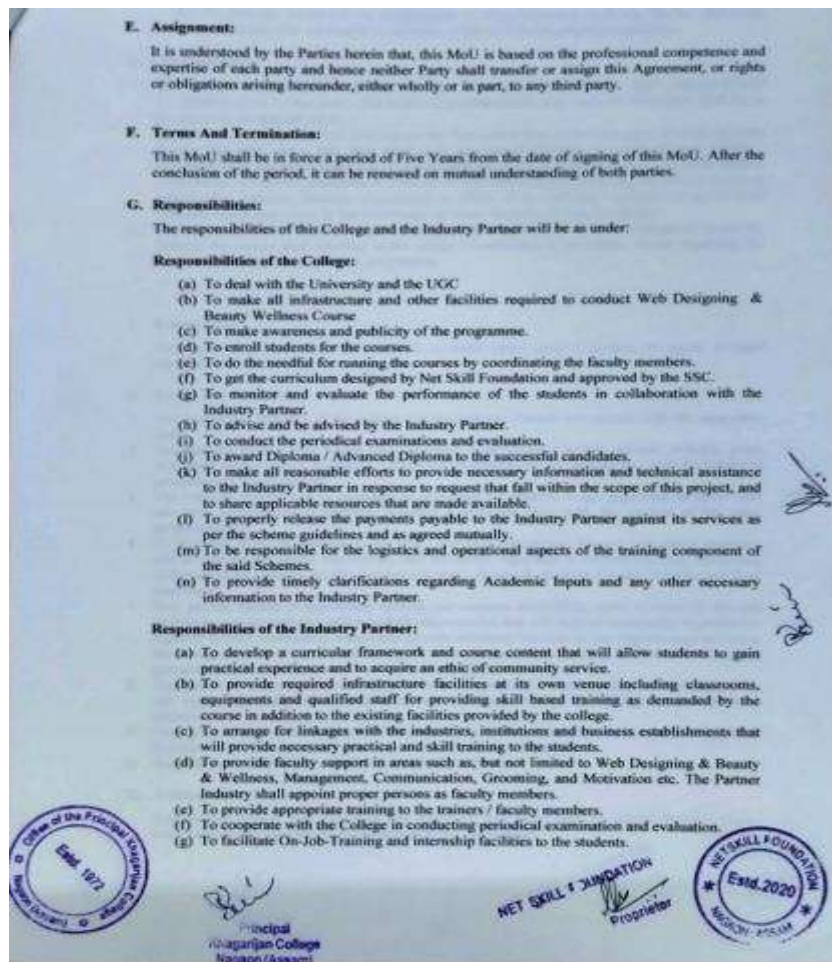 E. Assignment:
It is understood by the Parties herein that, this MoU is based on the professional competence and
expertise of each party and hence neither Party shall transfer or assign this Agreement, or rights
or obligations arising hereunder, either wholly or in part, to any third party.
F. Terms And Termination:
This MoU shall be in force a period of Five Years from the date of signing of this MoU. After the
conclusion of the period, it can be renewed on mutual understanding of both parties.
G. Responsibilities:
The responsibilities of this College and the Industry Partner will be as under:
Responsibilities of the College:
(a) To deal with the University and the UGC
(b) To make all infrastructure and other facilities required to conduct Web Designing &
Beauty Wellness Course
(c) To make awareness and publicity of the programme.
(d) To enroll students for the courses.
(e) To do the needful for running the courses by coordinating the faculty members.
(f) To get the curriculum designed by Net Skill Foundation and approved by the SSC.
(g) To monitor and evaluate the performance of the students in collaboration with the
Industry Partner.
(h) To advise and be advised by the Industry Partner.
(i) To conduct the periodical examinations and evaluation.
(j) To award Diploma / Advanced Diploma to the successful candidates.
(k) To make all reasonable efforts to provide necessary information and technical assistance
to the Industry Partner in response to request that fall within the scope of this project, and
to share applicable resources that are made available.
(l) To properly release the payments payable to the Industry Partner against its services as
per the scheme guidelines and as agreed mutually.
(m) To be responsible for the logistics and operational aspects of the training component of
the said Schemes.
(n) To provide timely clarifications regarding Academic Inputs and any other necessary
information to the Industry Partner.
Responsibilities of the Industry Partner:
(a) To develop a curricular framework and course content that will allow students to gain
practical experience and to acquire an ethic of community service.
(b) To provide required infrastructure facilities at its own venue including classrooms,
equipments and qualified staff for providing skill based training as demanded by the
course in addition to the existing facilities provided by the college.
(c) To arrange for linkages with the industries, institutions and business establishments that
will provide necessary practical and skill training to the students.
(d) To provide faculty support in areas such as, but not limited to Web Designing & Beauty
& Wellness, Management, Communication, Grooming, and Motivation etc. The Partner
Industry shall appoint proper persons as faculty members.
(e) To provide appropriate training to the trainers / faculty members.
(f) To cooperate with the College in conducting periodical examination and evaluation.
(g) To facilitate On-Job-Training and internship facilities to the students.
Office of the Principal Khagarijan College
Nagaon (Assam)
Estd. 1972
Principal
Khagarijan College
Nagaon (Assam)
NET SKILL FOUNDATION
Proprietor
NETSKILL FOUNDATION
Estd.2020
NAGAON - ASSAM